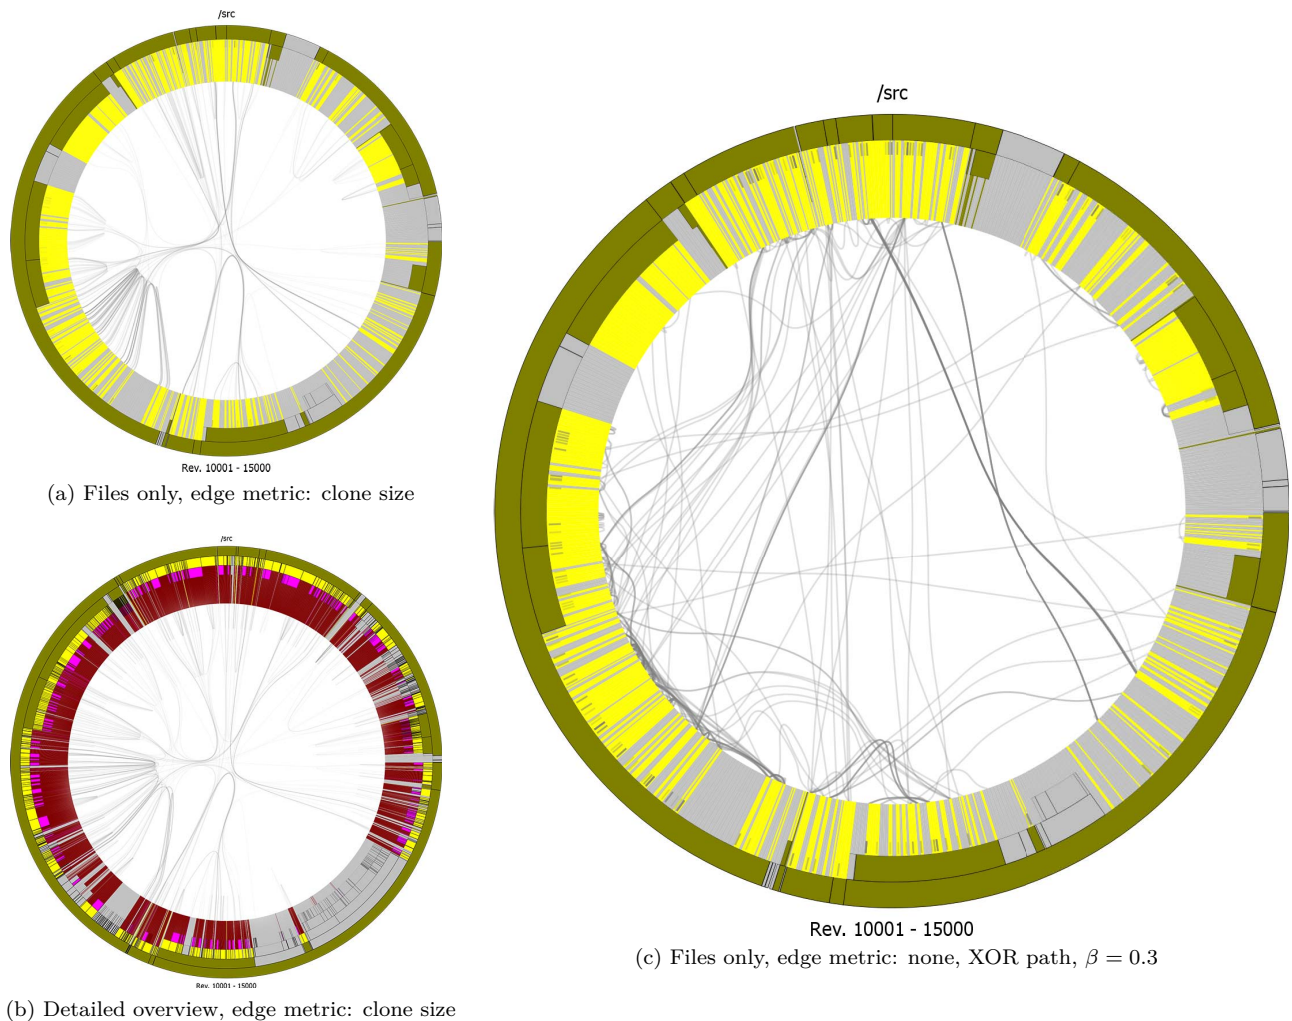 /src
Rev. 10001 - 15000
(a) Files only, edge metric: clone size
/src
Rev. 10001 - 15000
(b) Detailed overview, edge metric: clone size
/src
Rev. 10001 - 15000
(c) Files only, edge metric: none, XOR path, β = 0.3